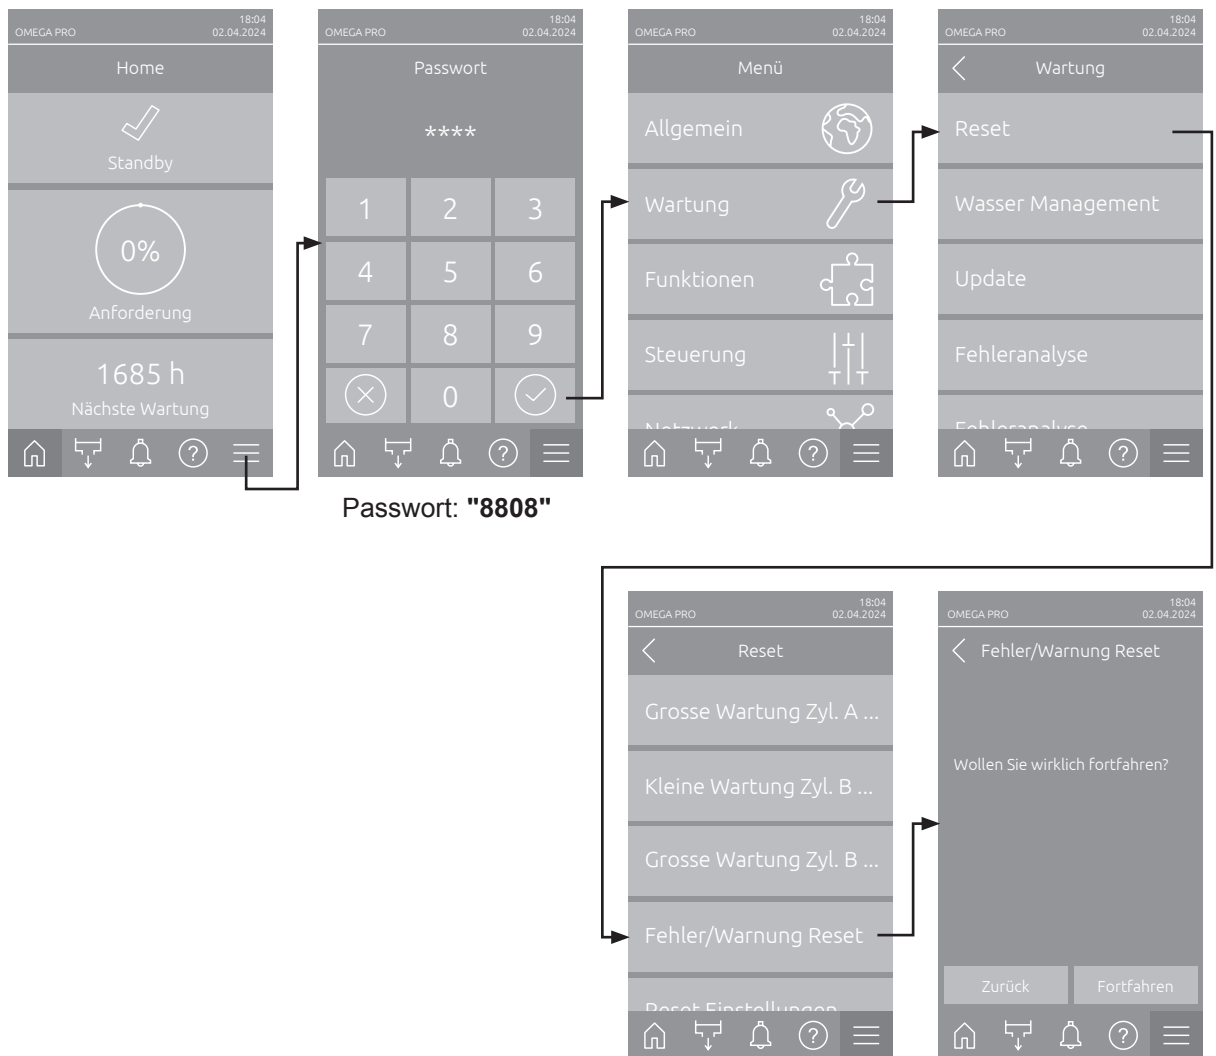 18:04
OMEGA PRO 02.04.2024
Home
Standby
0%
Anforderung
1685 h
Nächste Wartung
?
18:04
OMEGA PRO 02.04.2024
Passwort
****
1 2 3
4 5 6
7 8 9
0
?
Passwort: "8808"
18:04
OMEGA PRO 02.04.2024
Menü
Allgemein
Wartung
Funktionen
Steuerung
Netzwerk
?
18:04
OMEGA PRO 02.04.2024
Wartung
Reset
Wasser Management
Update
Fehleranalyse
Fehleranalyse
?
18:04
OMEGA PRO 02.04.2024
Reset
Grosse Wartung Zyl. A ...
Kleine Wartung Zyl. B ...
Grosse Wartung Zyl. B ...
Fehler/Warnung Reset
Reset Einstellungen
?
18:04
OMEGA PRO 02.04.2024
Fehler/Warnung Reset
Wollen Sie wirklich fortfahren?
Zurück Fortfahren
?